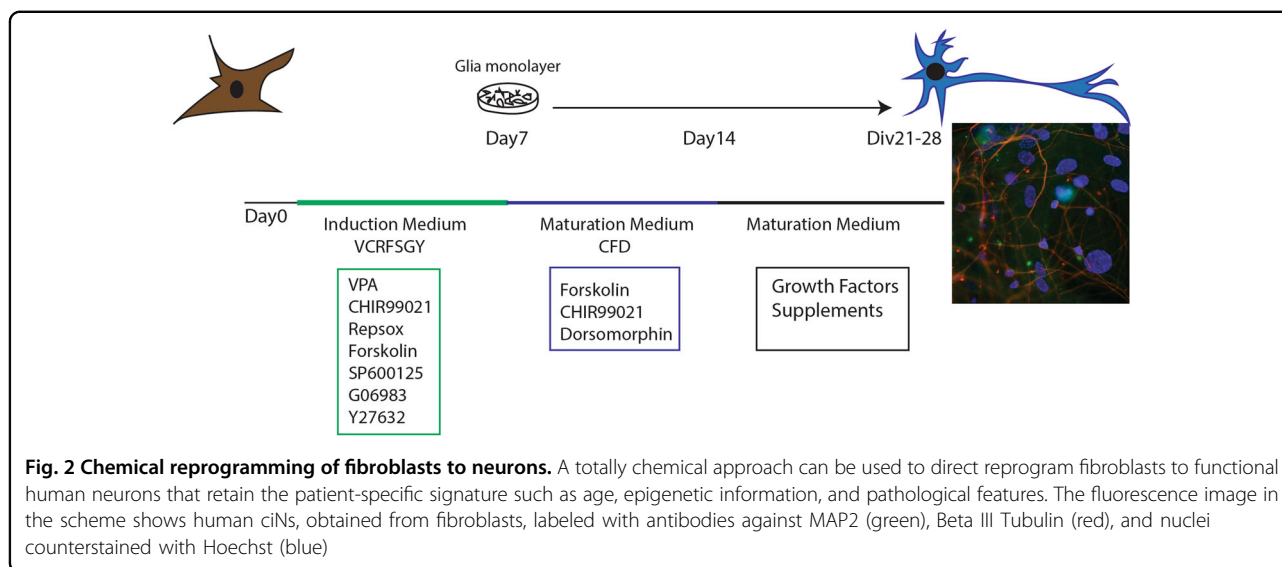 Glia monolayer
Day7
Day14
Div21-28
Day0
Induction Medium
VCRFSGY
Maturation Medium
CFD
Maturation Medium
VPA
CHIR99021
Repsox
Forskolin
SP600125
G06983
Y27632
Forskolin
CHIR99021
Dorsomorphin
Growth Factors
Supplements
Fig. 2 Chemical reprogramming of fibroblasts to neurons. A totally chemical approach can be used to direct reprogram fibroblasts to functional
human neurons that retain the patient-specific signature such as age, epigenetic information, and pathological features. The fluorescence image in
the scheme shows human ciNs, obtained from fibroblasts, labeled with antibodies against MAP2 (green), Beta III Tubulin (red), and nuclei
counterstained with Hoechst (blue)